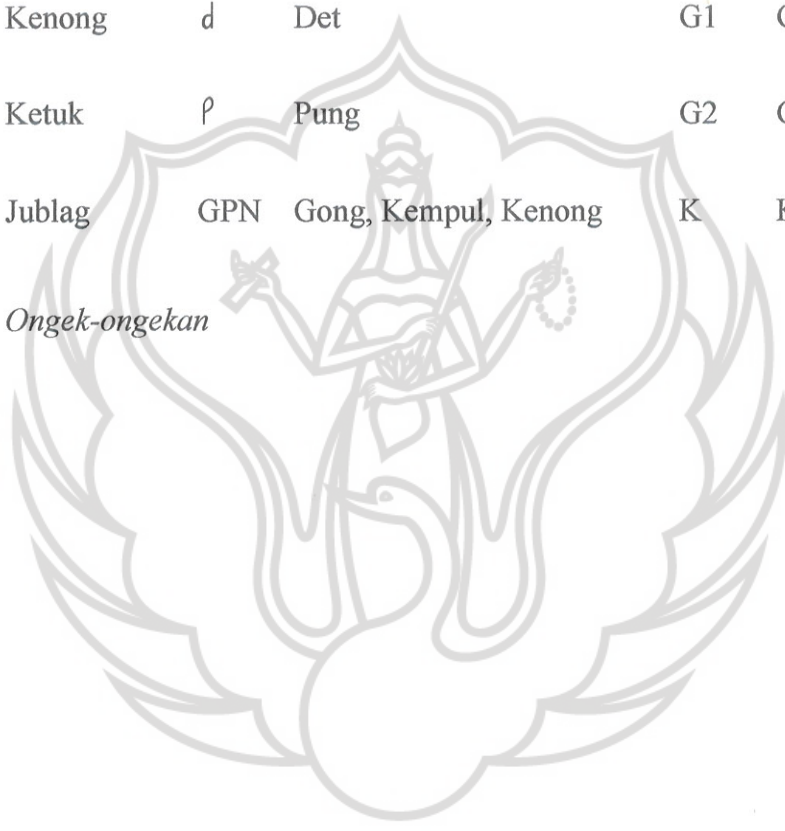 Kenong d Det G1
Ketuk ρ Pung G2
Jublag GPN Gong, Kempul, Kenong K
Ongek-ongekan